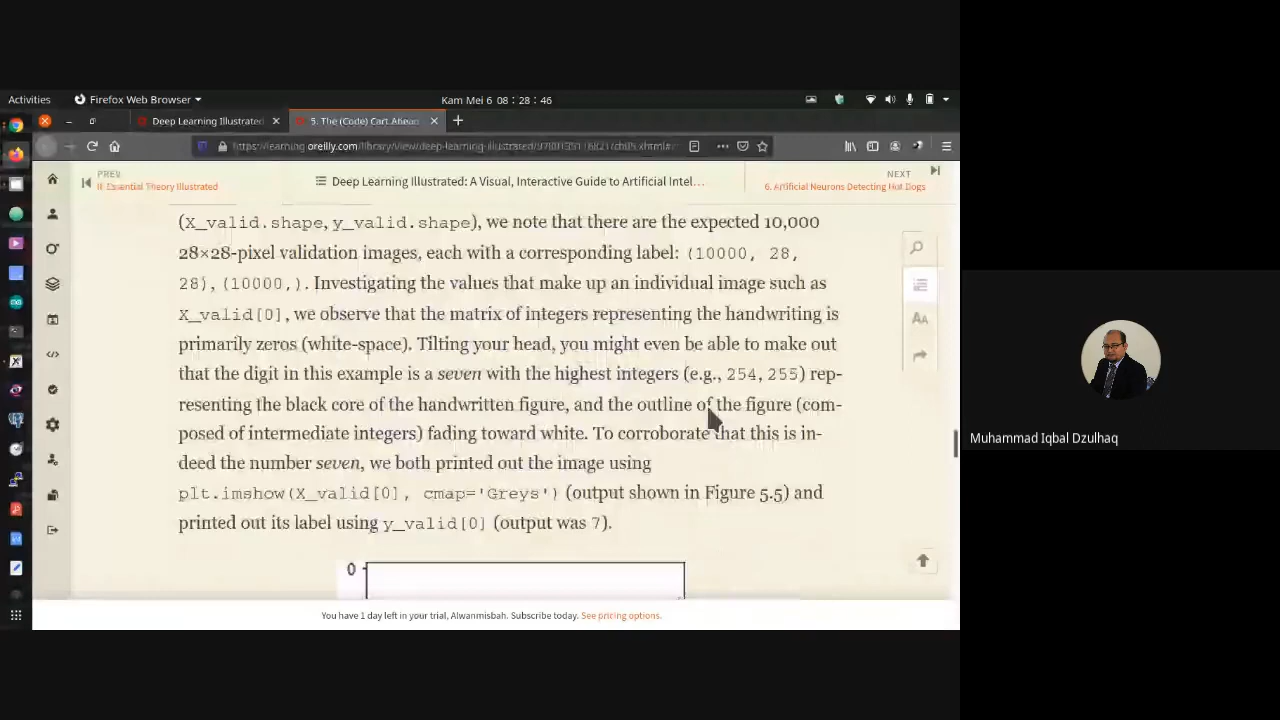 Activities
Firefox Web Browser
Kam Mei 6 08:28:46
Deep Learning Illustrated
5. The (Code) Cart Ahead
PREV
II. Essential Theory Illustrated
Deep Learning Illustrated: A Visual, Interactive Guide to Artificial Intel...
NEXT
6. Artificial Neurons Detecting Hot Dogs
(X_valid.shape, y_valid.shape), we note that there are the expected 10,000
28×28-pixel validation images, each with a corresponding label: (10000, 28,
28), (10000,). Investigating the values that make up an individual image such as
X_valid[0], we observe that the matrix of integers representing the handwriting is
primarily zeros (white-space). Tilting your head, you might even be able to make out
that the digit in this example is a seven with the highest integers (e.g., 254, 255) rep-
resenting the black core of the handwritten figure, and the outline of the figure (com-
posed of intermediate integers) fading toward white. To corroborate that this is in-
deed the number seven, we both printed out the image using
plt.imshow(X_valid[0], cmap='Greys') (output shown in Figure 5.5) and
printed out its label using y_valid[0] (output was 7).
0
AA
You have 1 day left in your trial, Alwanmisbah. Subscribe today. See pricing options.
Muhammad Iqbal Dzulhaq